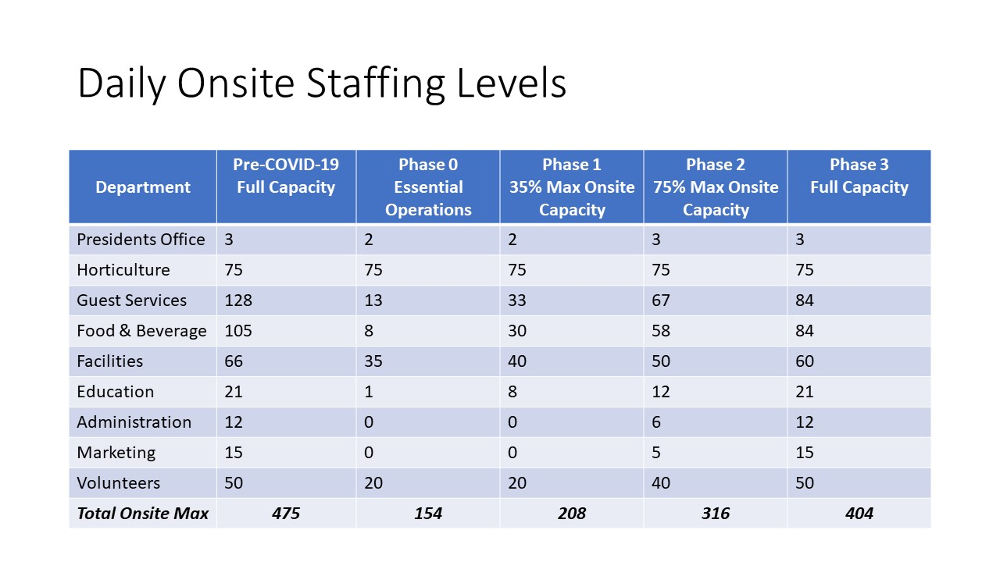 Daily Onsite Staffing Levels
Department
Pre-COVID-19
Full Capacity
Phase 0
Essential
Operations
Phase 1
35% Max Onsite
Capacity
Phase 2
75% Max Onsite
Capacity
Phase 3
Full Capacity
Presidents Office 3 2 2 3 3
Horticulture 75 75 75 75 75
Guest Services 128 13 33 67 84
Food & Beverage 105 8 30 58 84
Facilities 66 35 40 50 60
Education 21 1 8 12 21
Administration 12 0 0 6 12
Marketing 15 0 0 5 15
Volunteers 50 20 20 40 50
Total Onsite Max 475 154 208 316 404